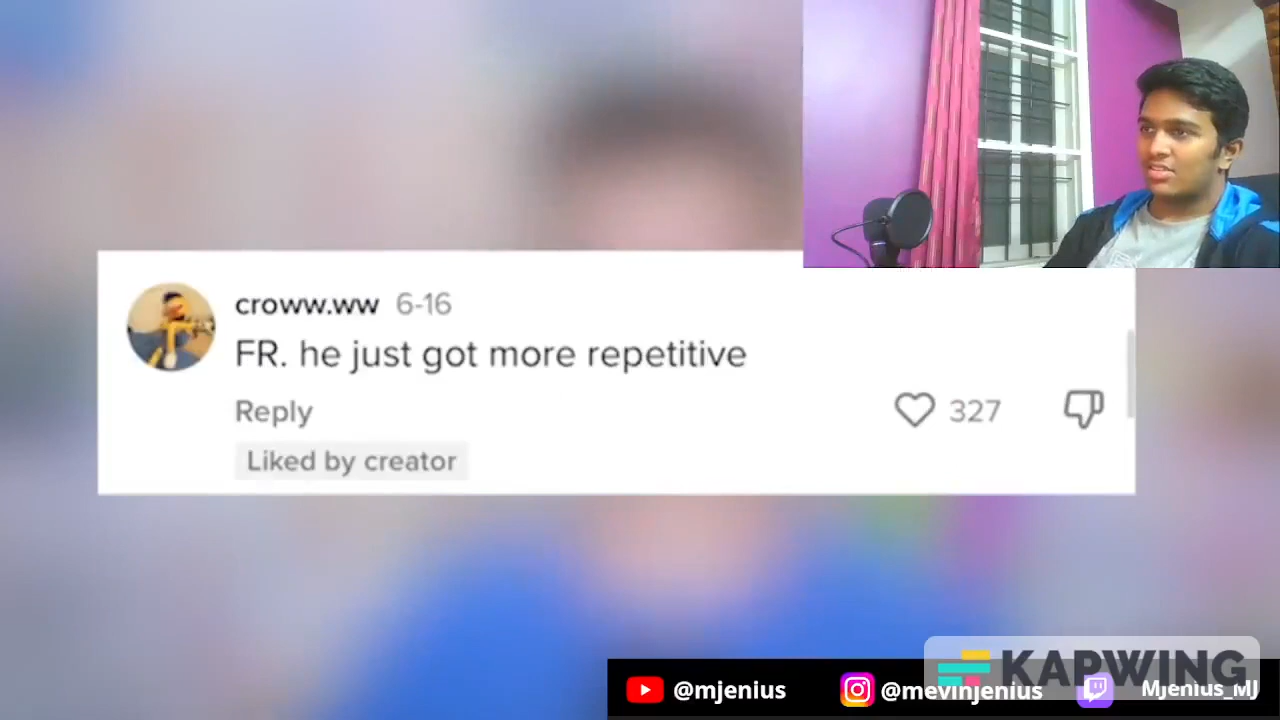 croww.ww 6-16
FR. he just got more repetitive
Reply
327
Liked by creator
KAPWING
@mjenius
@mevinjenius
Mjenius_MJ